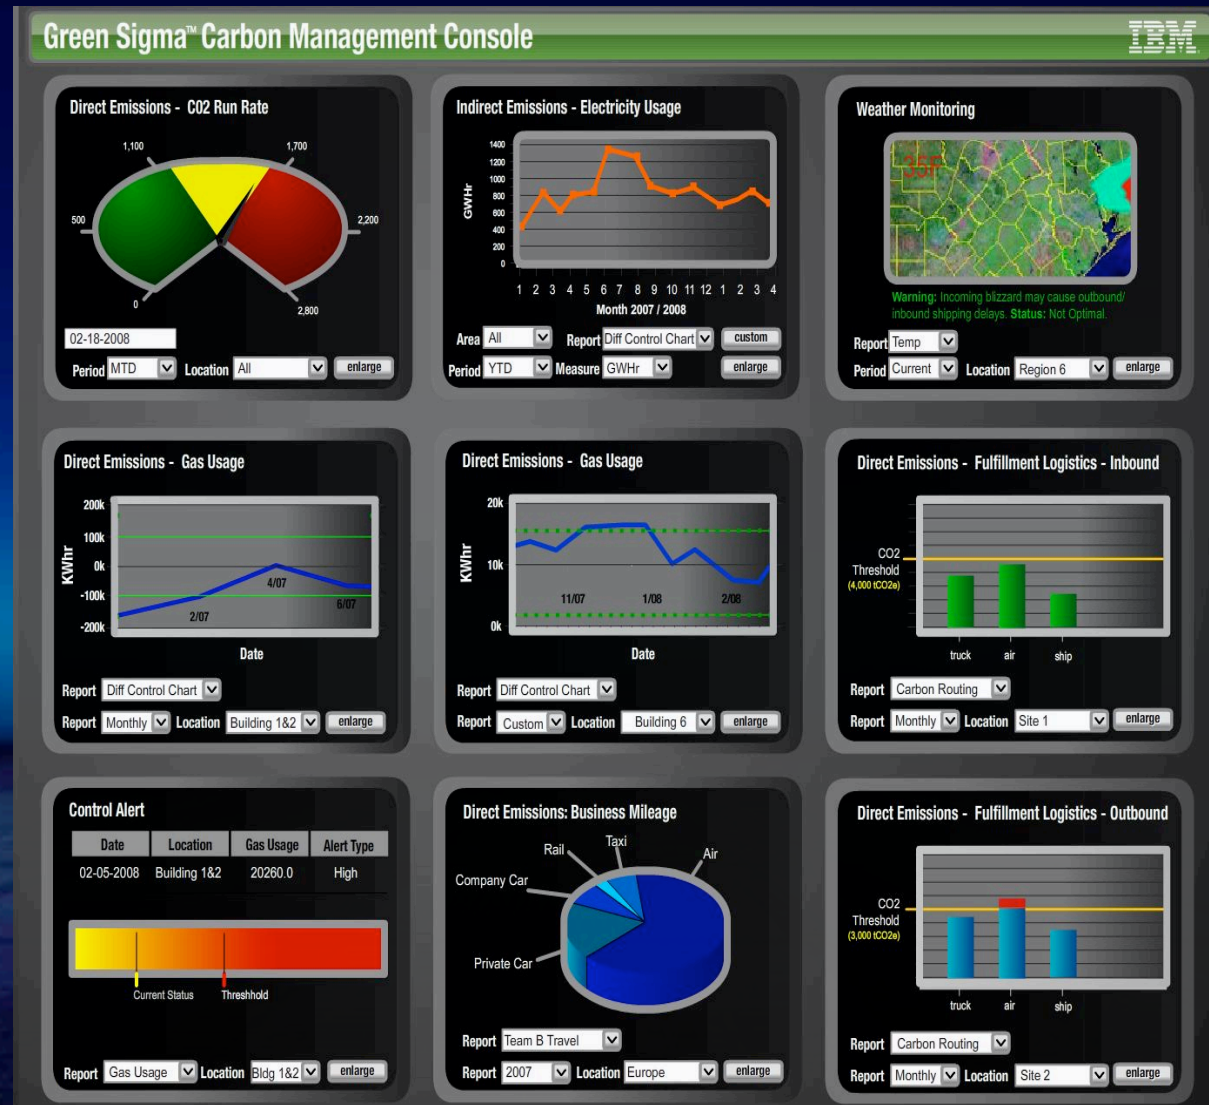 Green Sigma™ Carbon Management Console
IBM
Direct Emissions - CO2 Run Rate
1,100
1,700
500
2,200
0
2,800
02-18-2008
Period MTD Location All enlarge
Indirect Emissions - Electricity Usage
GWHr
1400
1200
1000
800
600
400
200
0
1 2 3 4 5 6 7 8 9 10 11 12 1 2 3 4
Month 2007 / 2008
Area All Report Diff Control Chart custom
Period YTD Measure GWHr enlarge
Weather Monitoring
35F
Warning: Incoming blizzard may cause outbound/
inbound shipping delays. Status: Not Optimal.
Report Temp
Period Current Location Region 6 enlarge
Direct Emissions - Gas Usage
KWhr
200k
100k
0k
-100k
-200k
2/07
4/07
6/07
Date
Report Diff Control Chart
Report Monthly Location Building 1&2 enlarge
Direct Emissions - Gas Usage
KWhr
20k
10k
0k
11/07 1/08 2/08
Date
Report Diff Control Chart
Report Custom Location Building 6 enlarge
Direct Emissions - Fulfillment Logistics - Inbound
CO2
Threshold
(4,000 tCO2e)
truck air ship
Report Carbon Routing
Report Monthly Location Site 1 enlarge
Control Alert
Date Location Gas Usage Alert Type
02-05-2008 Building 1&2 20260.0 High
Current Status Threshhold
Report Gas Usage Location Bldg 1&2 enlarge
Direct Emissions: Business Mileage
Taxi
Rail
Air
Company Car
Private Car
Report Team B Travel
Report 2007 Location Europe enlarge
Direct Emissions - Fulfillment Logistics - Outbound
CO2
Threshold
(3,000 tCO2e)
truck air ship
Report Carbon Routing
Report Monthly Location Site 2 enlarge